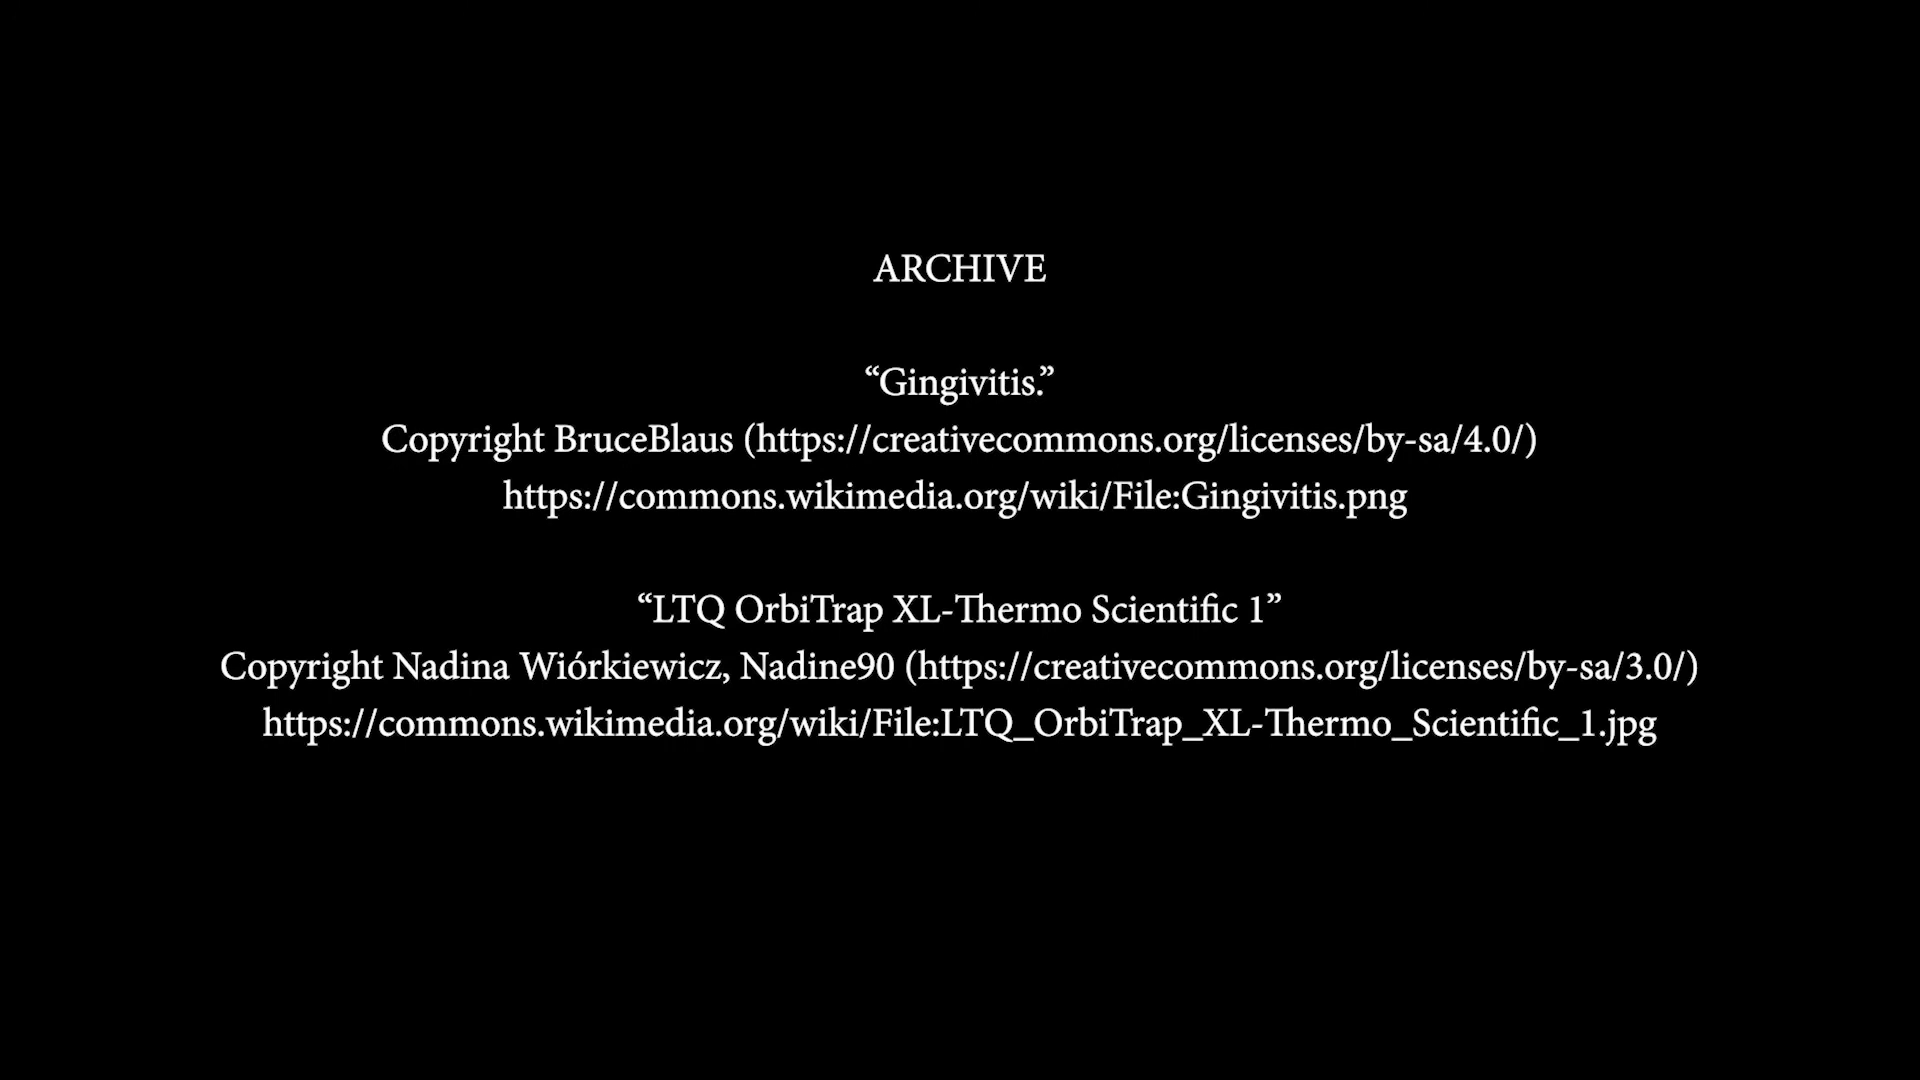 ARCHIVE
“Gingivitis.”
Copyright BruceBlaus (https://creativecommons.org/licenses/by-sa/4.0/)
https://commons.wikimedia.org/wiki/File:Gingivitis.png
“LTQ OrbiTrap XL-Thermo Scientific 1”
Copyright Nadina Wiórkiewicz, Nadine90 (https://creativecommons.org/licenses/by-sa/3.0/)
https://commons.wikimedia.org/wiki/File:LTQ_OrbiTrap_XL-Thermo_Scientific_1.jpg